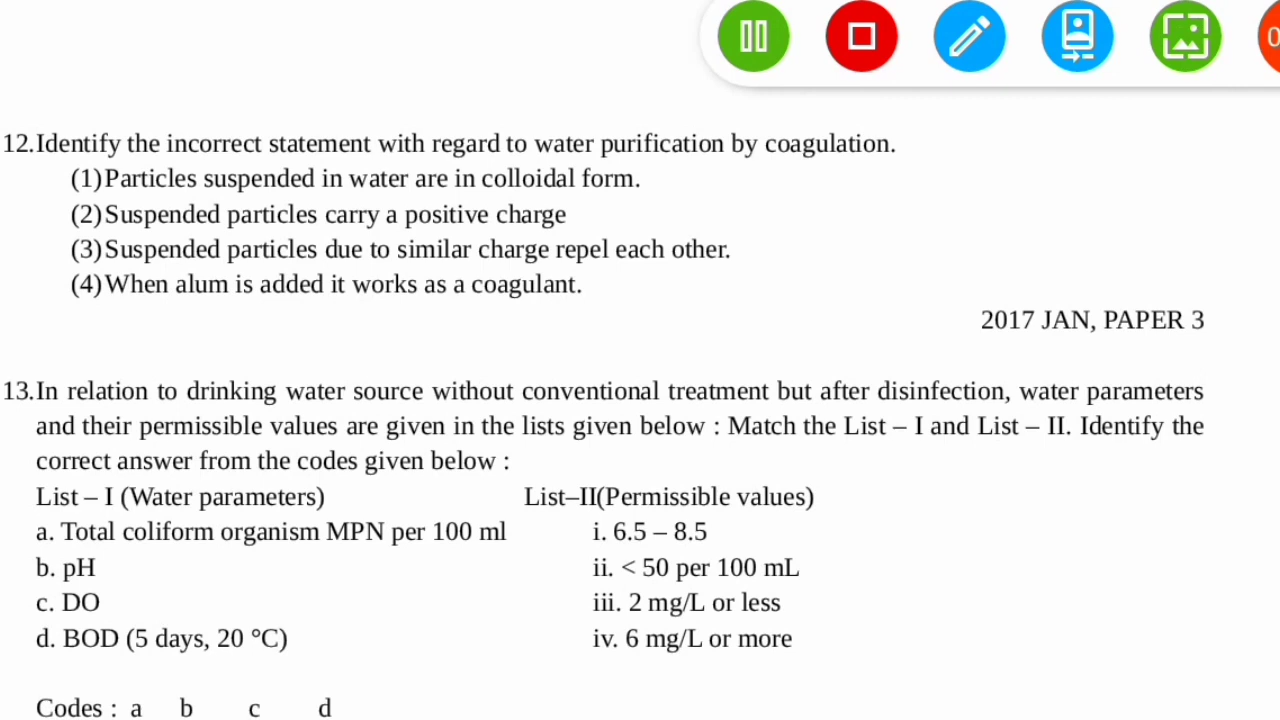 12.Identify the incorrect statement with regard to water purification by coagulation.
(1)Particles suspended in water are in colloidal form.
(2)Suspended particles carry a positive charge
(3)Suspended particles due to similar charge repel each other.
(4)When alum is added it works as a coagulant.
2017 JAN, PAPER 3
13.In relation to drinking water source without conventional treatment but after disinfection, water parameters
and their permissible values are given in the lists given below : Match the List – I and List – II. Identify the
correct answer from the codes given below :
List – I (Water parameters) List–II(Permissible values)
a. Total coliform organism MPN per 100 ml i. 6.5 – 8.5
b. pH ii. < 50 per 100 mL
c. DO iii. 2 mg/L or less
d. BOD (5 days, 20 °C) iv. 6 mg/L or more
Codes : a b c d